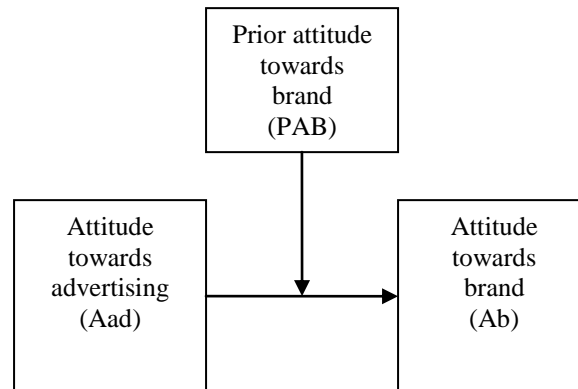 Prior attitude
towards
brand
(PAB)
Attitude
towards
advertising
(Aad)
Attitude
towards
brand
(Ab)